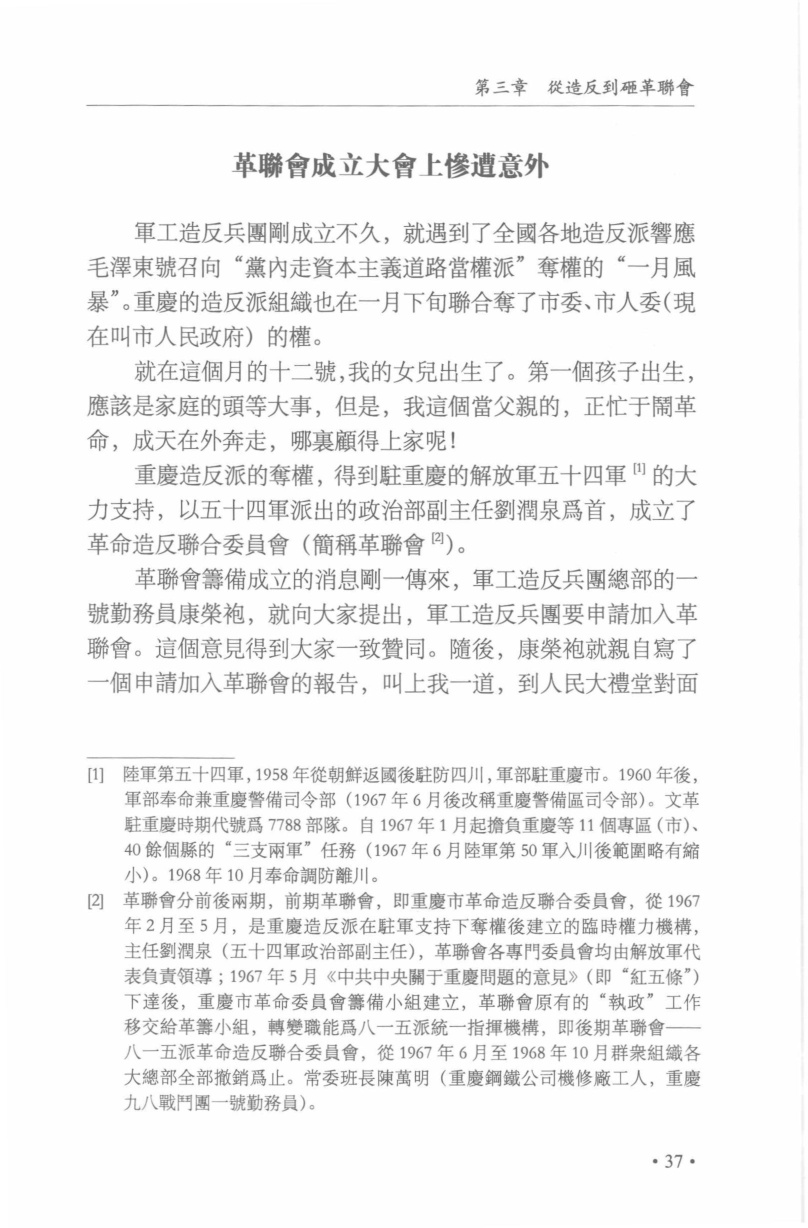 第三章　從造反到砸革聯會
革聯會成立大會上慘遭意外
軍工造反兵團剛成立不久，就遇到了全國各地造反派響應
毛澤東號召向“黨內走資本主義道路當權派”奪權的“一月風
暴”。重慶的造反派組織也在一月下旬聯合奪了市委、市人委(現
在叫市人民政府）的權。
就在這個月的十二號,我的女兒出生了。第一個孩子出生，
應該是家庭的頭等大事，但是，我這個當父親的，正忙于鬧革
命，成天在外奔走，哪裏顧得上家呢！
重慶造反派的奪權，得到駐重慶的解放軍五十四軍[1]的大
力支持，以五十四軍派出的政治部副主任劉潤泉爲首，成立了
革命造反聯合委員會（簡稱革聯會[2]）。
革聯會籌備成立的消息剛一傳來，軍工造反兵團總部的一
號勤務員康榮袍，就向大家提出，軍工造反兵團要申請加入革
聯會。這個意見得到大家一致贊同。隨後，康榮袍就親自寫了
一個申請加入革聯會的報告，叫上我一道，到人民大禮堂對面
[1] 陸軍第五十四軍,1958年從朝鮮返國後駐防四川,軍部駐重慶市。1960年後，
軍部奉命兼重慶警備司令部（1967年6月後改稱重慶警備區司令部）。文革
駐重慶時期代號爲7788部隊。自1967年1月起擔負重慶等11個專區(市)、
40餘個縣的“三支兩軍”任務（1967年6月陸軍第50軍入川後範圍略有縮
小）。1968年10月奉命調防離川。
[2] 革聯會分前後兩期，前期革聯會，即重慶市革命造反聯合委員會，從1967
年2月至5月，是重慶造反派在駐軍支持下奪權後建立的臨時權力機構，
主任劉潤泉（五十四軍政治部副主任），革聯會各專門委員會均由解放軍代
表負責領導；1967年5月《中共中央關于重慶問題的意見》（即“紅五條”）
下達後，重慶市革命委員會籌備小組建立，革聯會原有的“執政”工作
移交給革籌小組，轉變職能爲八一五派統一指揮機構，即後期革聯會——
八一五派革命造反聯合委員會，從1967年6月至1968年10月群衆組織各
大總部全部撤銷爲止。常委班長陳萬明（重慶鋼鐵公司機修廠工人，重慶
九八戰鬥團一號勤務員）。
•37•